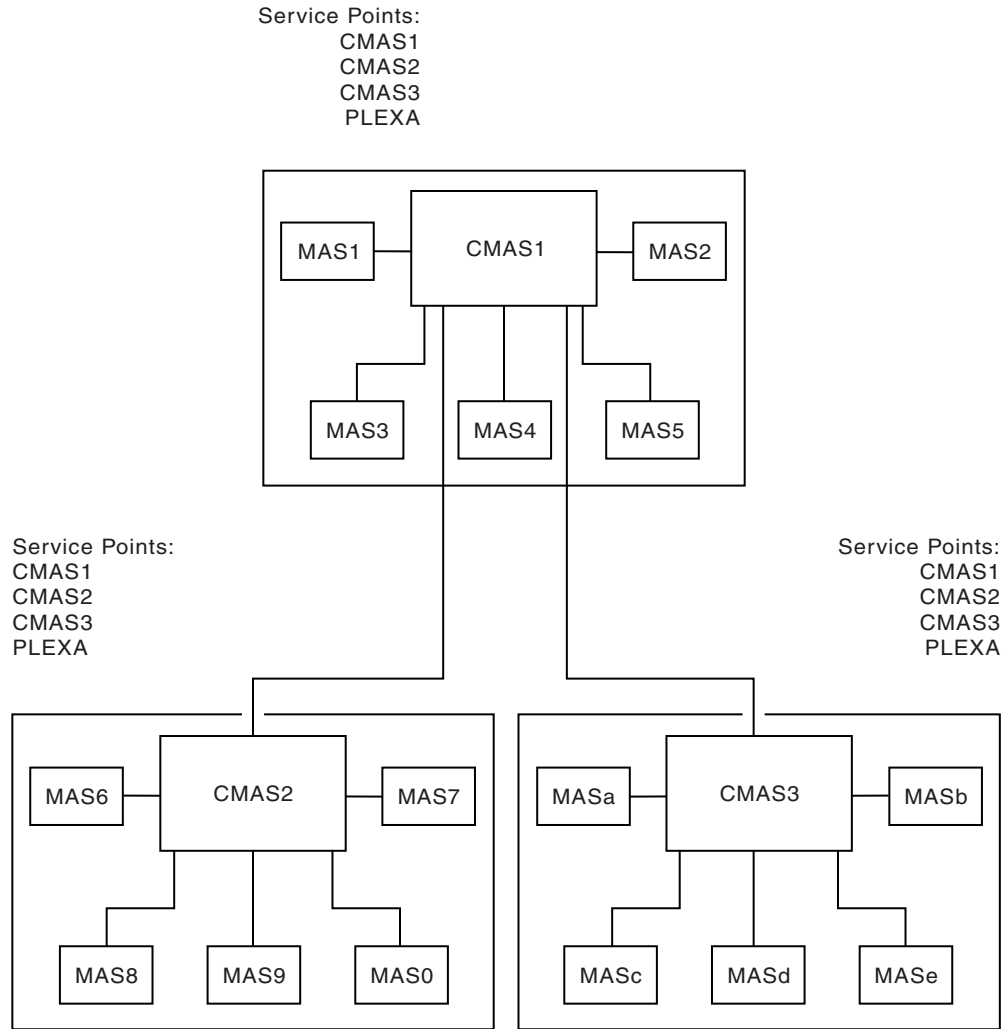 Service Points:
CMAS1
CMAS2
CMAS3
PLEXA
MAS1
CMAS1
MAS2
MAS3
MAS4
MAS5
Service Points:
CMAS1
CMAS2
CMAS3
PLEXA
Service Points:
CMAS1
CMAS2
CMAS3
PLEXA
MAS6
CMAS2
MAS7
MAS8
MAS9
MAS0
MASa
CMAS3
MASb
MASc
MASd
MASe